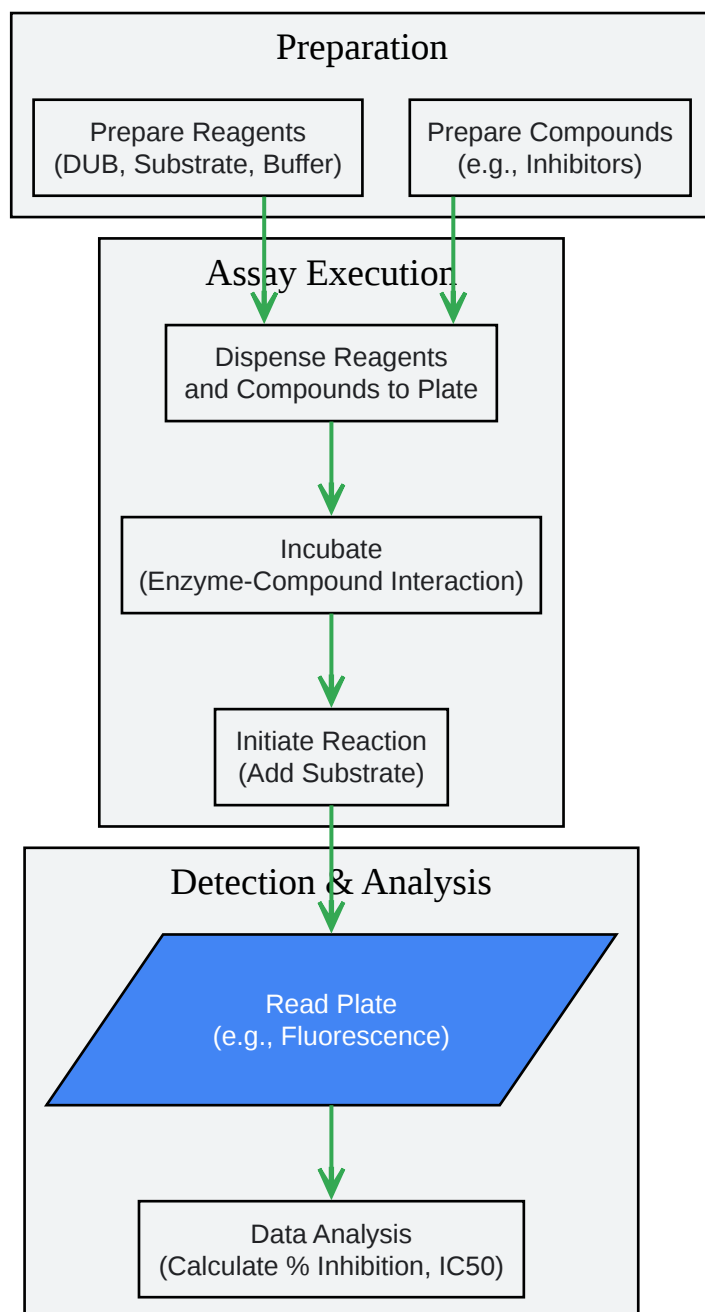 Preparation
Prepare Reagents
(DUB, Substrate, Buffer)
Prepare Compounds
(e.g., Inhibitors)
Assay Execution
Dispense Reagents
and Compounds to Plate
Incubate
(Enzyme-Compound Interaction)
Initiate Reaction
(Add Substrate)
Detection & Analysis
Read Plate
(e.g., Fluorescence)
Data Analysis
(Calculate % Inhibition, IC50)